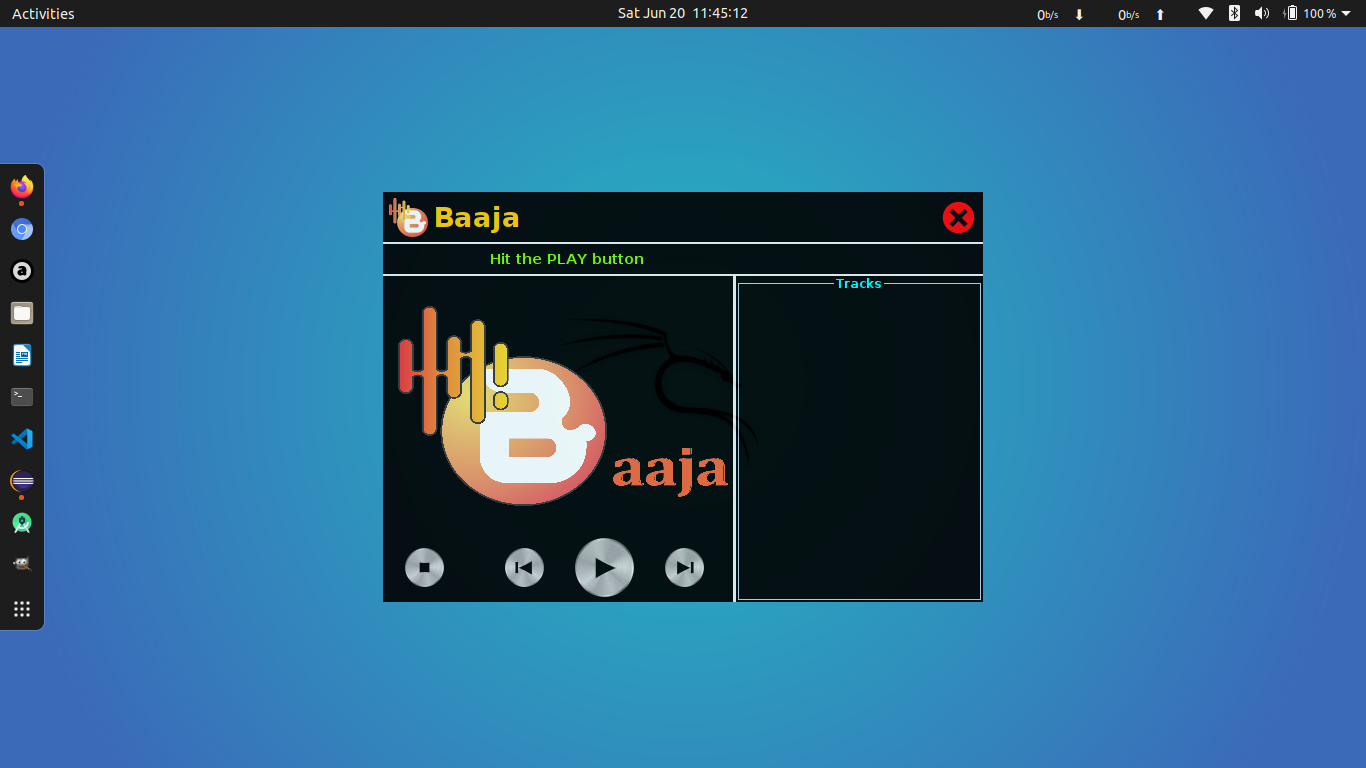 Activities
Sat Jun 20 11:45:12
0b/s ⬇ 0b/s ⬆ 100 %
Baaja
Hit the PLAY button
Tracks
B
aaja
a
>_